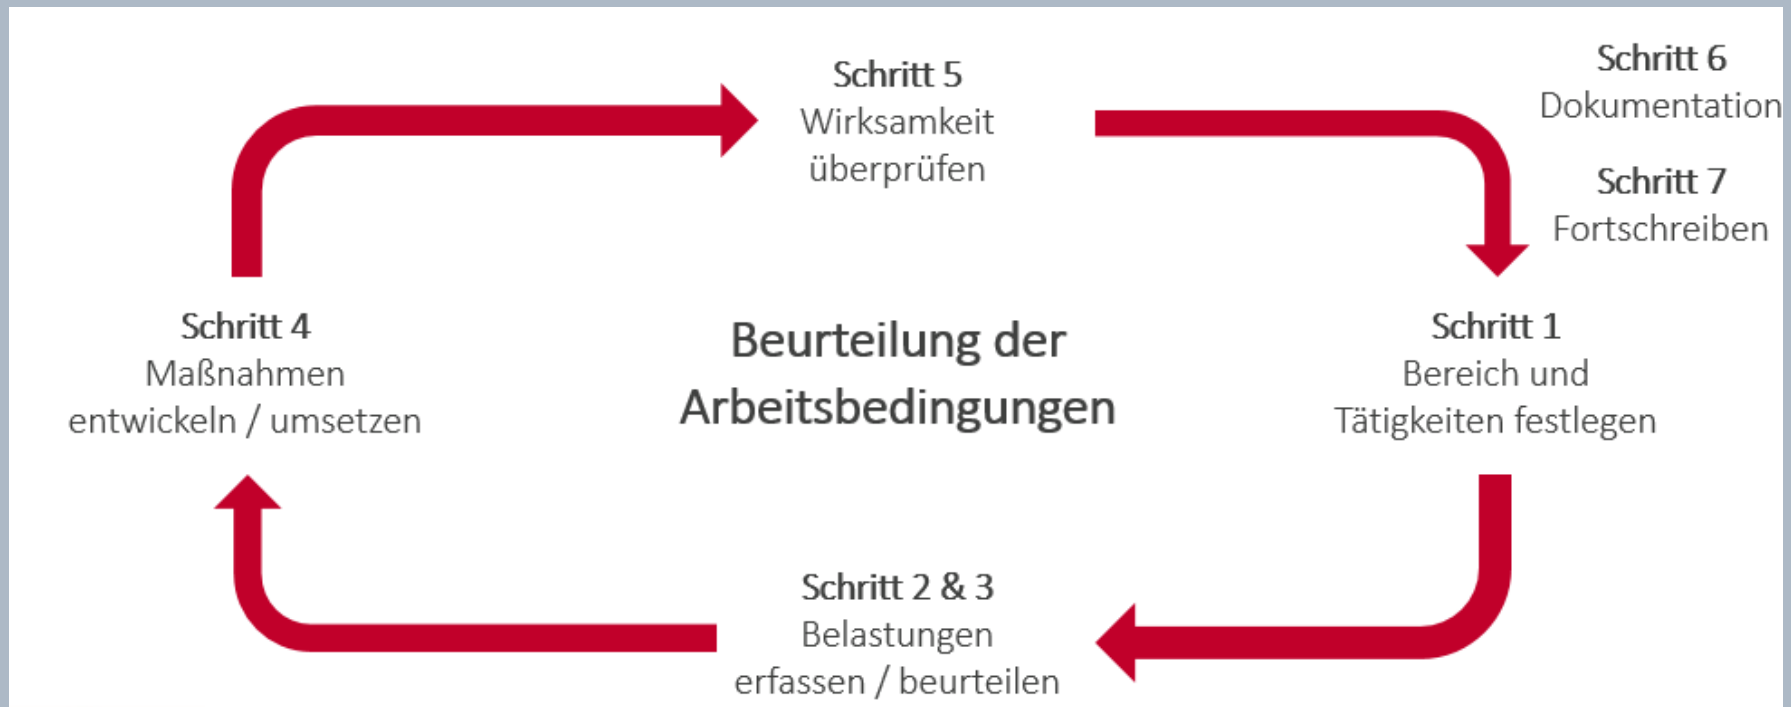 Schritt 5
Wirksamkeit
überprüfen
Schritt 6
Dokumentation
Schritt 7
Fortschreiben
Schritt 4
Maßnahmen
entwickeln / umsetzen
Beurteilung der
Arbeitsbedingungen
Schritt 1
Bereich und
Tätigkeiten festlegen
Schritt 2 & 3
Belastungen
erfassen / beurteilen